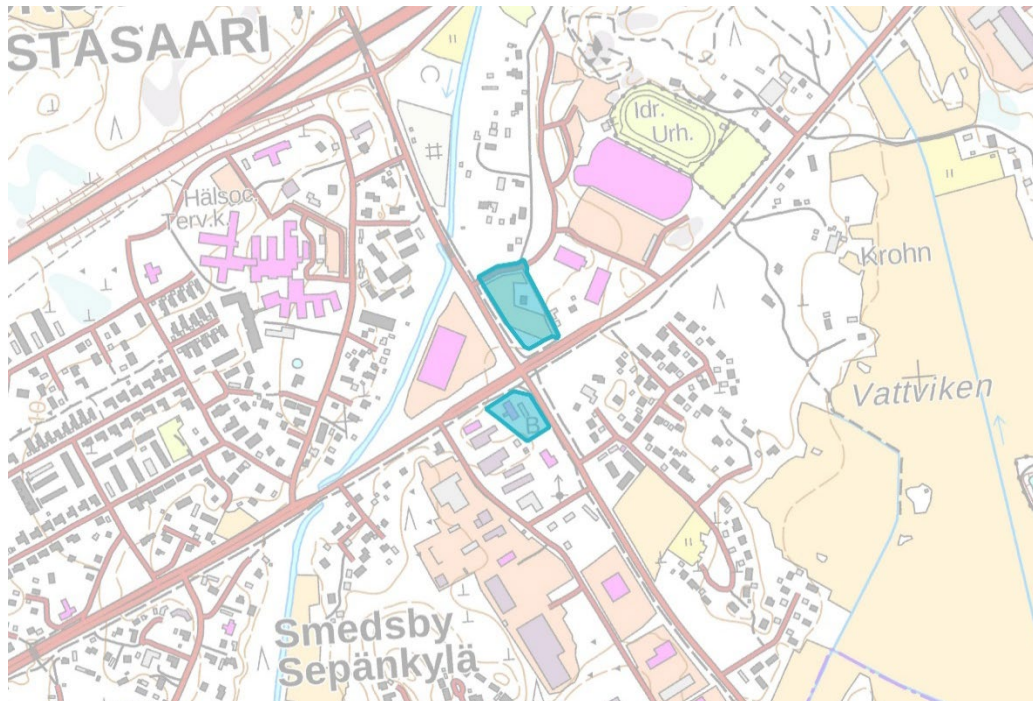 STASAARI
Idr.
Urh.
Hälsoc.
Terv.k.
Krohn
Vattviken
B
Smedsby
Sepänkylä